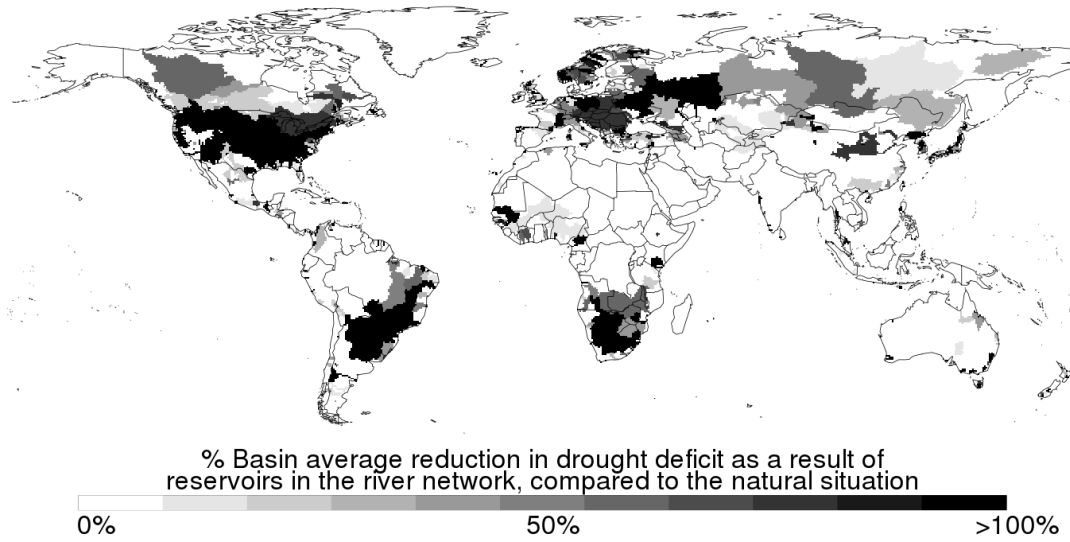 % Basin average reduction in drought deficit as a result of
reservoirs in the river network, compared to the natural situation
0% 50% >100%